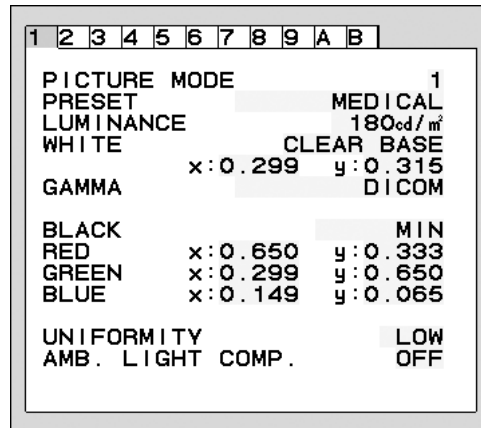 1 2 3 4 5 6 7 8 9 A B
PICTURE MODE 1
PRESET MEDICAL
LUMINANCE 180cd/㎡
WHITE CLEAR BASE
x:0.299 y:0.315
GAMMA DICOM
BLACK MIN
RED x:0.650 y:0.333
GREEN x:0.299 y:0.650
BLUE x:0.149 y:0.065
UNIFORMITY LOW
AMB. LIGHT COMP. OFF